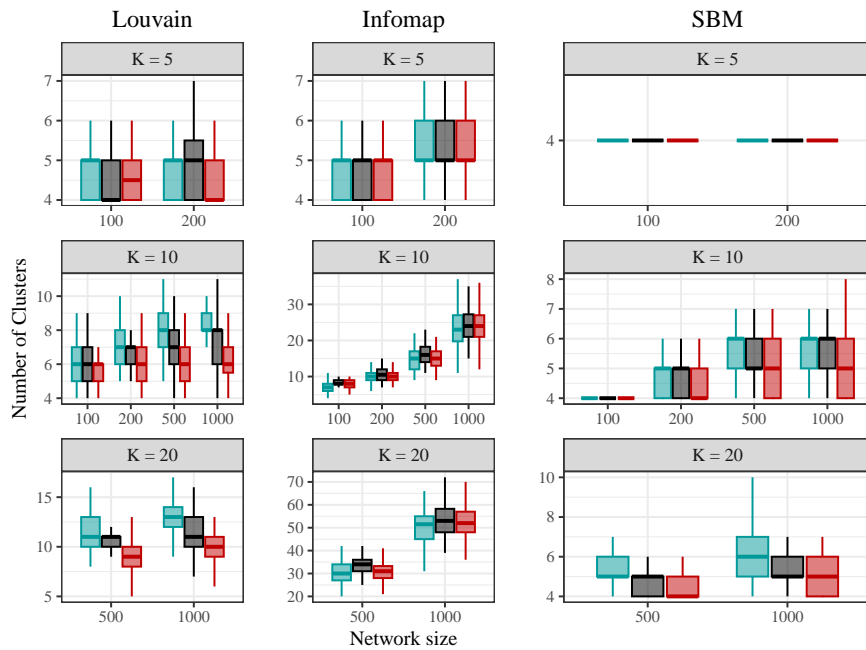 Louvain Infomap SBM
K = 5 K = 5 K = 5
7 7
6 6
5 5 4
4 4
100 200 100 200 100 200
Number of Clusters
K = 10 K = 10 K = 10
10 30 8
8 20 7
6 10 6
4 5
4
100 200 500 1000 100 200 500 1000 100 200 500 1000
K = 20 K = 20 K = 20
15 70 10
10 60 8
5 50 6
40 4
30
20
500 1000 500 1000 500 1000
Network size